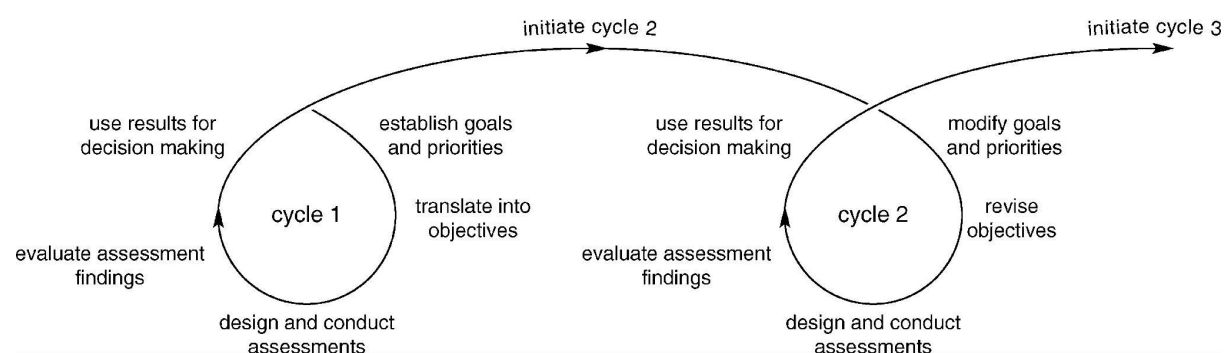 initiate cycle 2
initiate cycle 3
use results for
decision making
establish goals
and priorities
cycle 1
translate into
objectives
evaluate assessment
findings
design and conduct
assessments
use results for
decision making
modify goals
and priorities
cycle 2
revise
objectives
evaluate assessment
findings
design and conduct
assessments